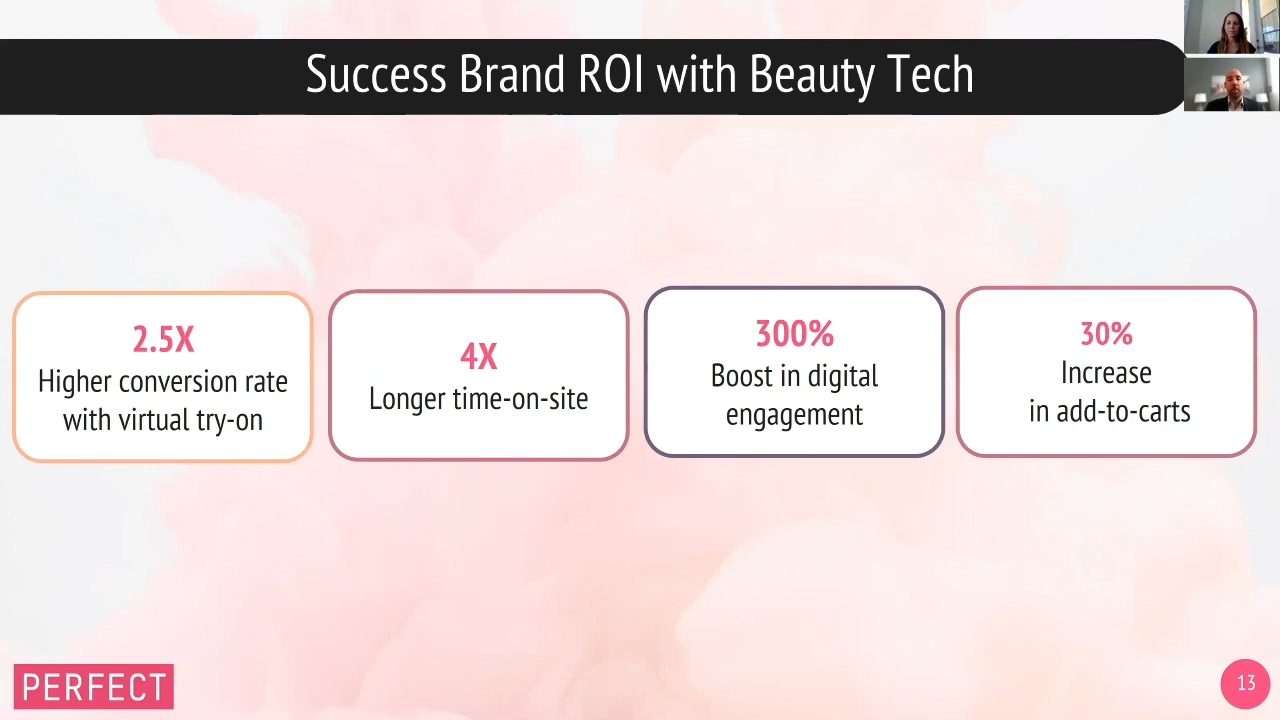 Success Brand ROI with Beauty Tech
2.5X
Higher conversion rate
with virtual try-on
4X
Longer time-on-site
300%
Boost in digital
engagement
30%
Increase
in add-to-carts
PERFECT
13